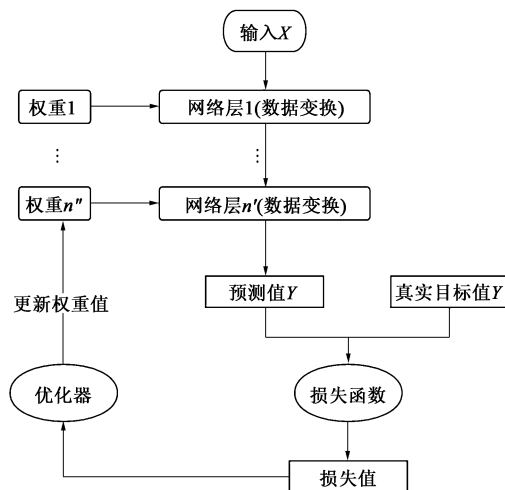 输入X
权重1
网络层1(数据变换)
⋮
⋮
权重n″
网络层n′(数据变换)
预测值Y
真实目标值Y
更新权重值
优化器
损失函数
损失值